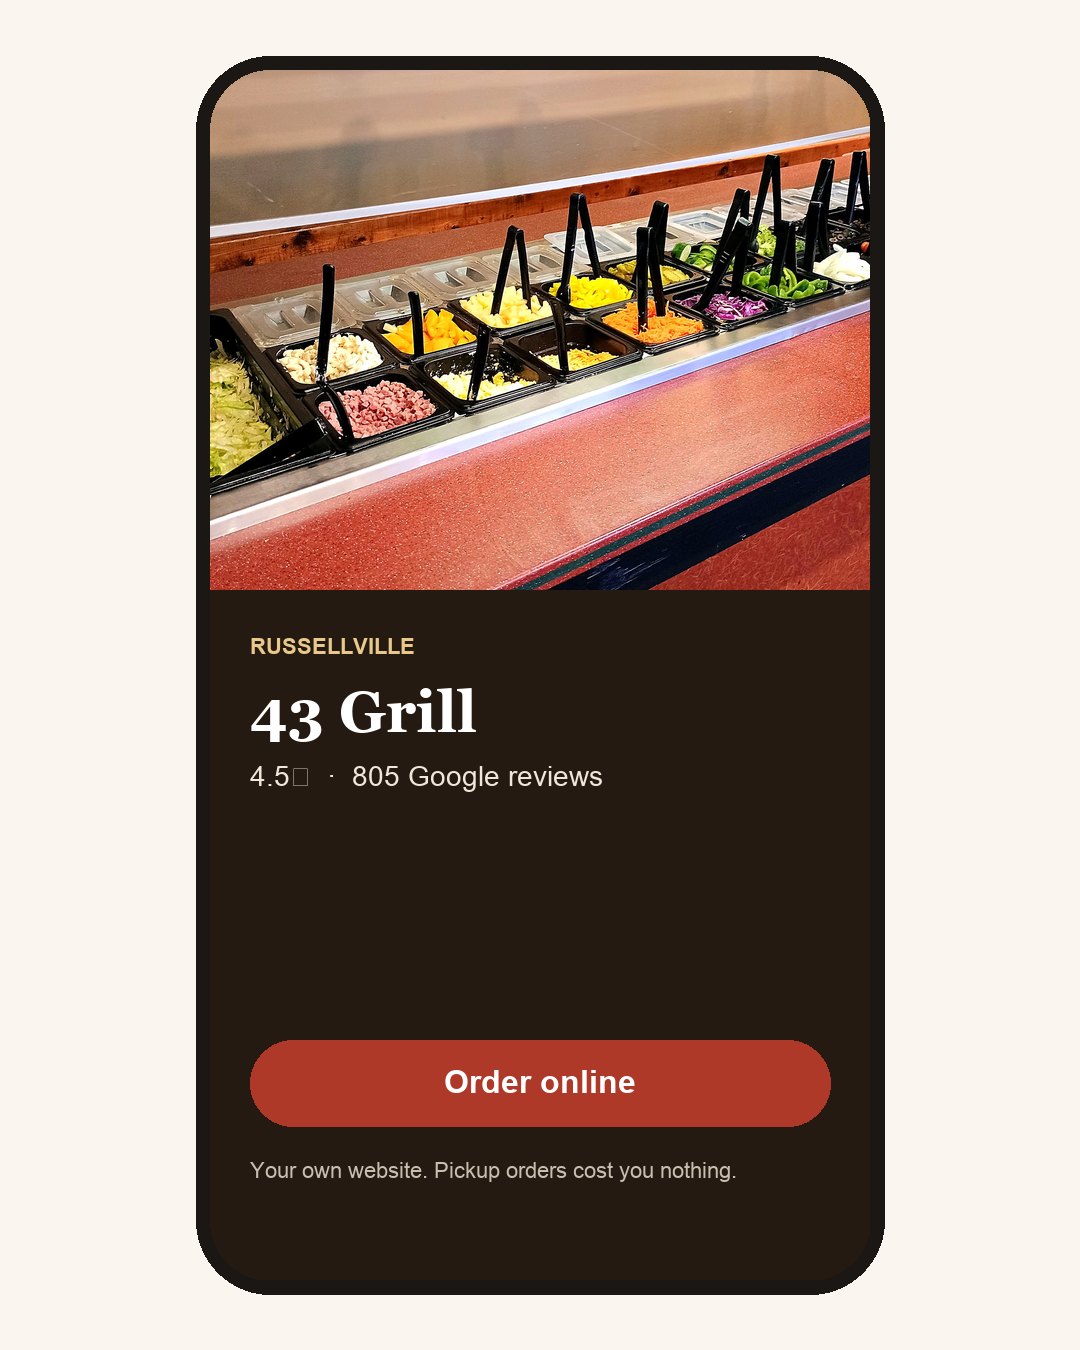 RUSSELLVILLE
43 Grill
4.5□ · 805 Google reviews
Order online
Your own website. Pickup orders cost you nothing.